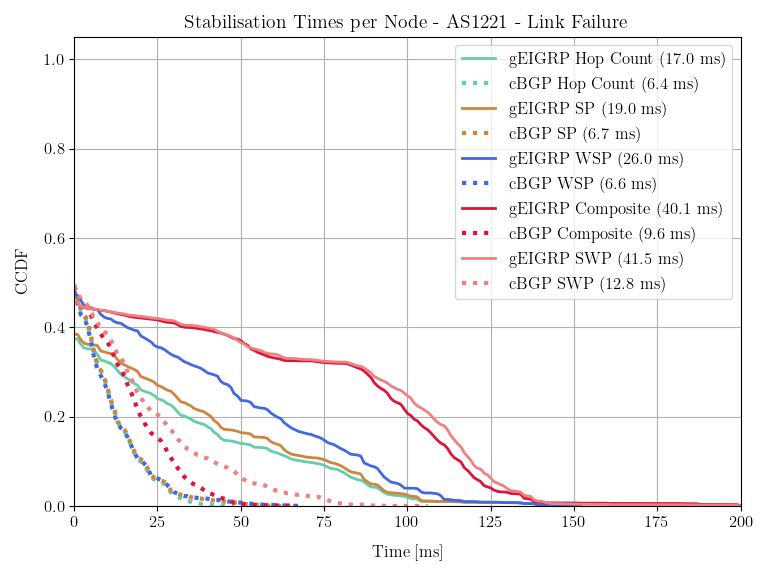 Stabilisation Times per Node - AS1221 - Link Failure
gEIGRP Hop Count (17.0 ms)
cBGP Hop Count (6.4 ms)
gEIGRP SP (19.0 ms)
cBGP SP (6.7 ms)
gEIGRP WSP (26.0 ms)
cBGP WSP (6.6 ms)
gEIGRP Composite (40.1 ms)
cBGP Composite (9.6 ms)
gEIGRP SWP (41.5 ms)
cBGP SWP (12.8 ms)
CCDF
1.0
0.8
0.6
0.4
0.2
0.0
0 25 50 75 100 125 150 175 200
Time [ms]